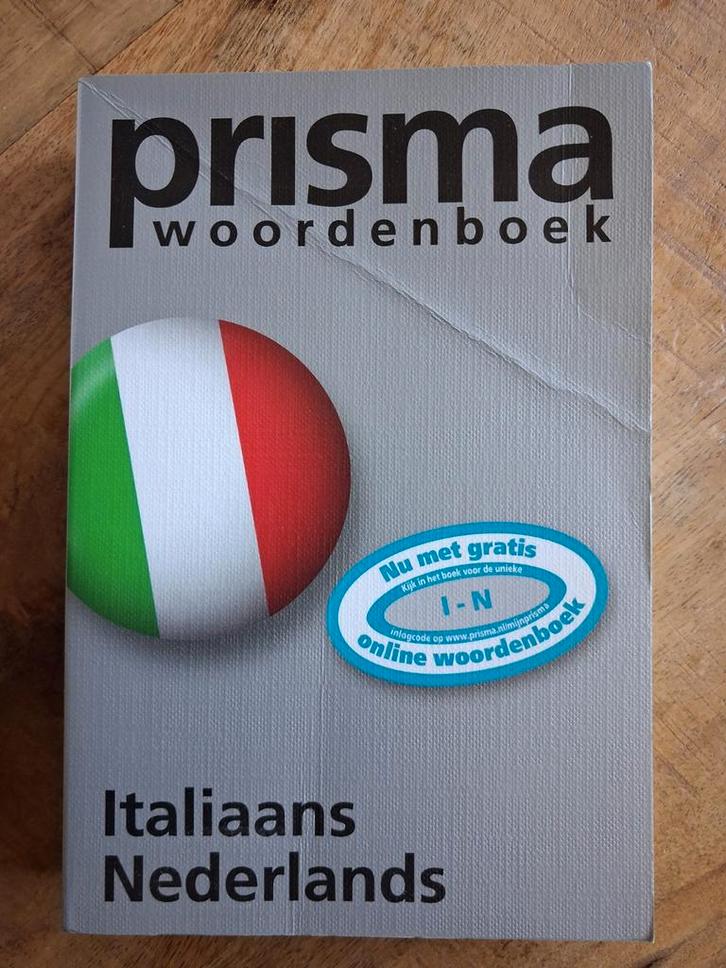 prisma
woordenboek
Nu met gratis
Kijk in het boek voor de unieke
I - N
inlogcode op www.prisma.nl/mijnprisma
online woordenboek
Italiaans
Nederlands